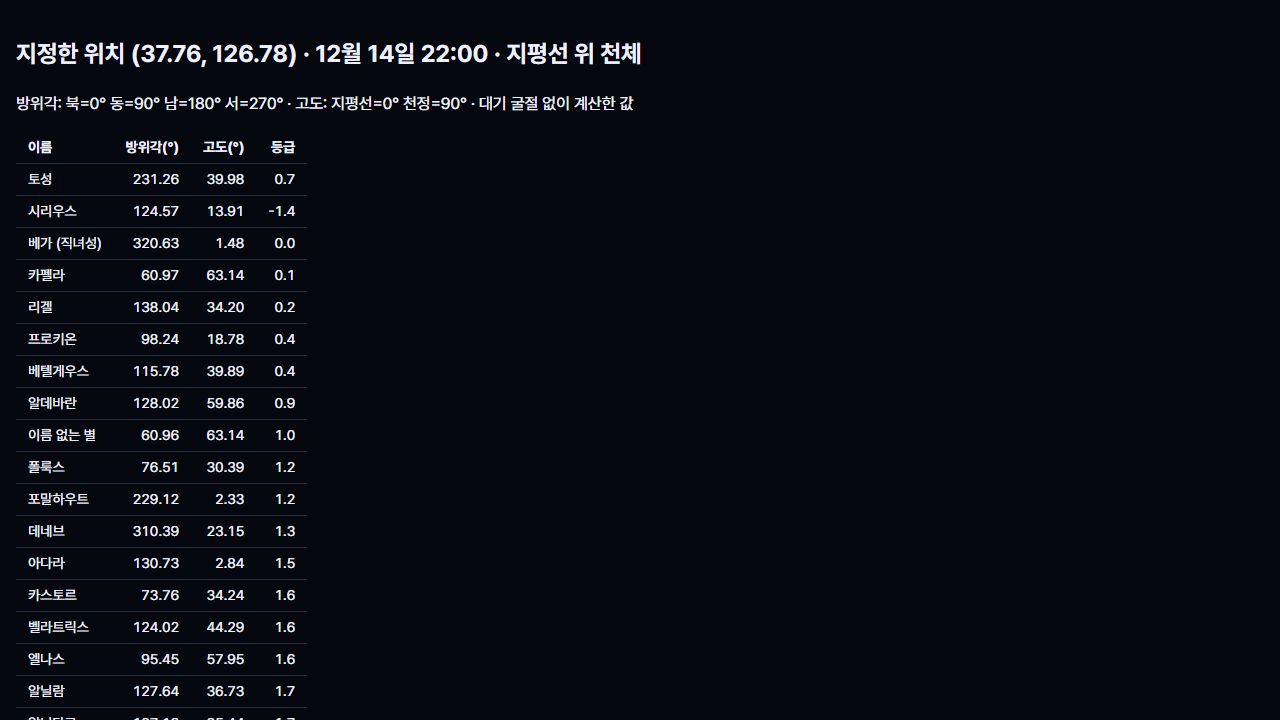 지정한 위치 (37.76, 126.78) · 12월 14일 22:00 · 지평선 위 천체
방위각: 북=0° 동=90° 남=180° 서=270° · 고도: 지평선=0° 천정=90° · 대기 굴절 없이 계산한 값
이름 방위각(°) 고도(°) 등급
토성 231.26 39.98 0.7
시리우스 124.57 13.91 -1.4
베가 (직녀성) 320.63 1.48 0.0
카펠라 60.97 63.14 0.1
리겔 138.04 34.20 0.2
프로키온 98.24 18.78 0.4
베텔게우스 115.78 39.89 0.4
알데바란 128.02 59.86 0.9
이름 없는 별 60.96 63.14 1.0
폴룩스 76.51 30.39 1.2
포말하우트 229.12 2.33 1.2
데네브 310.39 23.15 1.3
아다라 130.73 2.84 1.5
카스토르 73.76 34.24 1.6
벨라트릭스 124.02 44.29 1.6
엘나스 95.45 57.95 1.6
알닐람 127.64 36.73 1.7